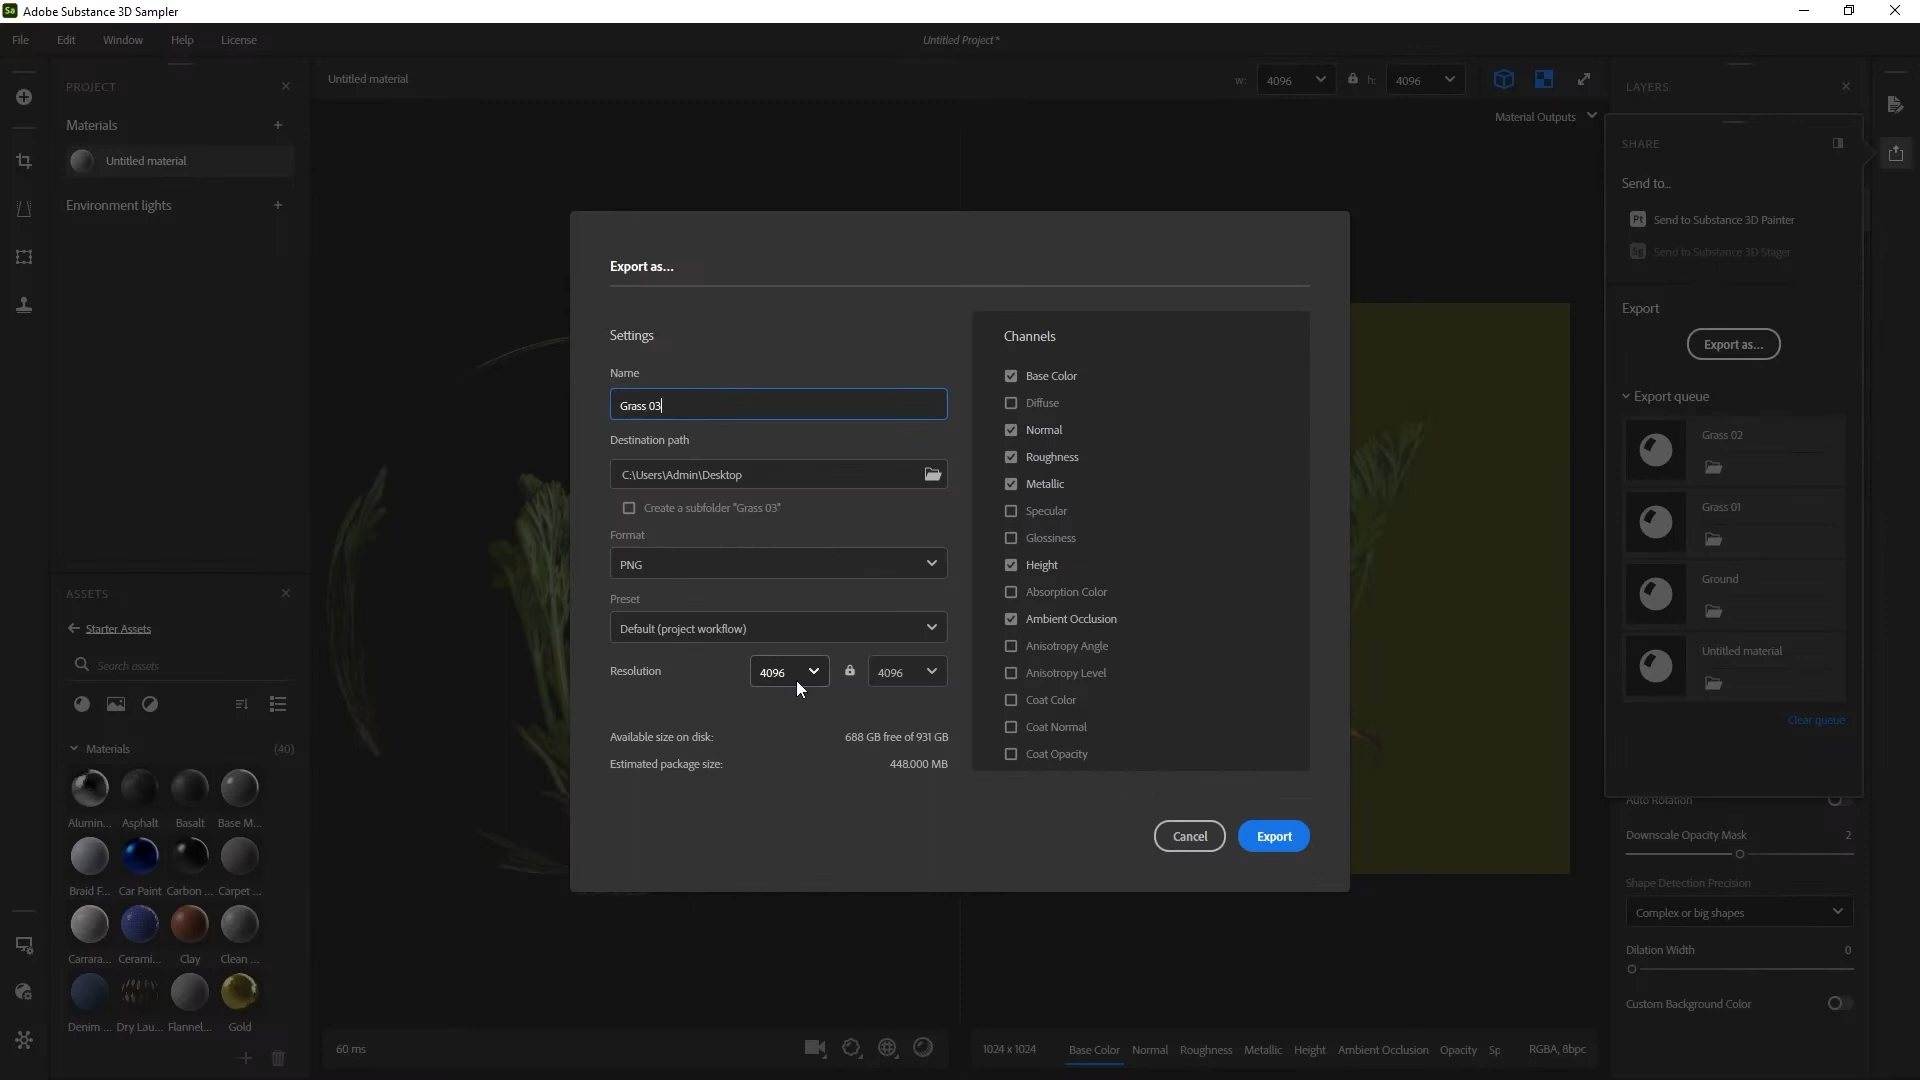 Adobe Substance 3D Sampler
File Edit Window Help License
Untitled Project*
PROJECT
Materials
Untitled material
Environment lights
Untitled material
w: 4096 h: 4096
Material Outputs
LAYERS
SHARE
Send to...
Pt Send to Substance 3D Painter
Send to Substance 3D Stager
Export
Export as...
Export queue
Grass 02
Grass 01
Ground
Untitled material
Clear queue
Export as...
Settings
Name
Grass 03
Destination path
C:\Users\Admin\Desktop
Create a subfolder "Grass 03"
Format
PNG
Preset
Default (project workflow)
Resolution 4096 4096
Available size on disk: 688 GB free of 931 GB
Estimated package size: 448.000 MB
Channels
Base Color
Diffuse
Normal
Roughness
Metallic
Specular
Glossiness
Height
Absorption Color
Ambient Occlusion
Anisotropy Angle
Anisotropy Level
Coat Color
Coat Normal
Coat Opacity
Cancel Export
ASSETS
Starter Assets
Search assets
Materials (40)
Alumin... Asphalt Basalt Base M...
Braid F... Car Paint Carbon ... Carpet ...
Carrara... Cerami... Clay Clean ...
Denim ... Dry Lau... Flannel... Gold
Auto Rotation
Downscale Opacity Mask 2
Shape Detection Precision
Complex or big shapes
Dilation Width 0
Custom Background Color
60 ms
1024 x 1024 Base Color Normal Roughness Metallic Height Ambient Occlusion Opacity Sp RGBA, 8bpc